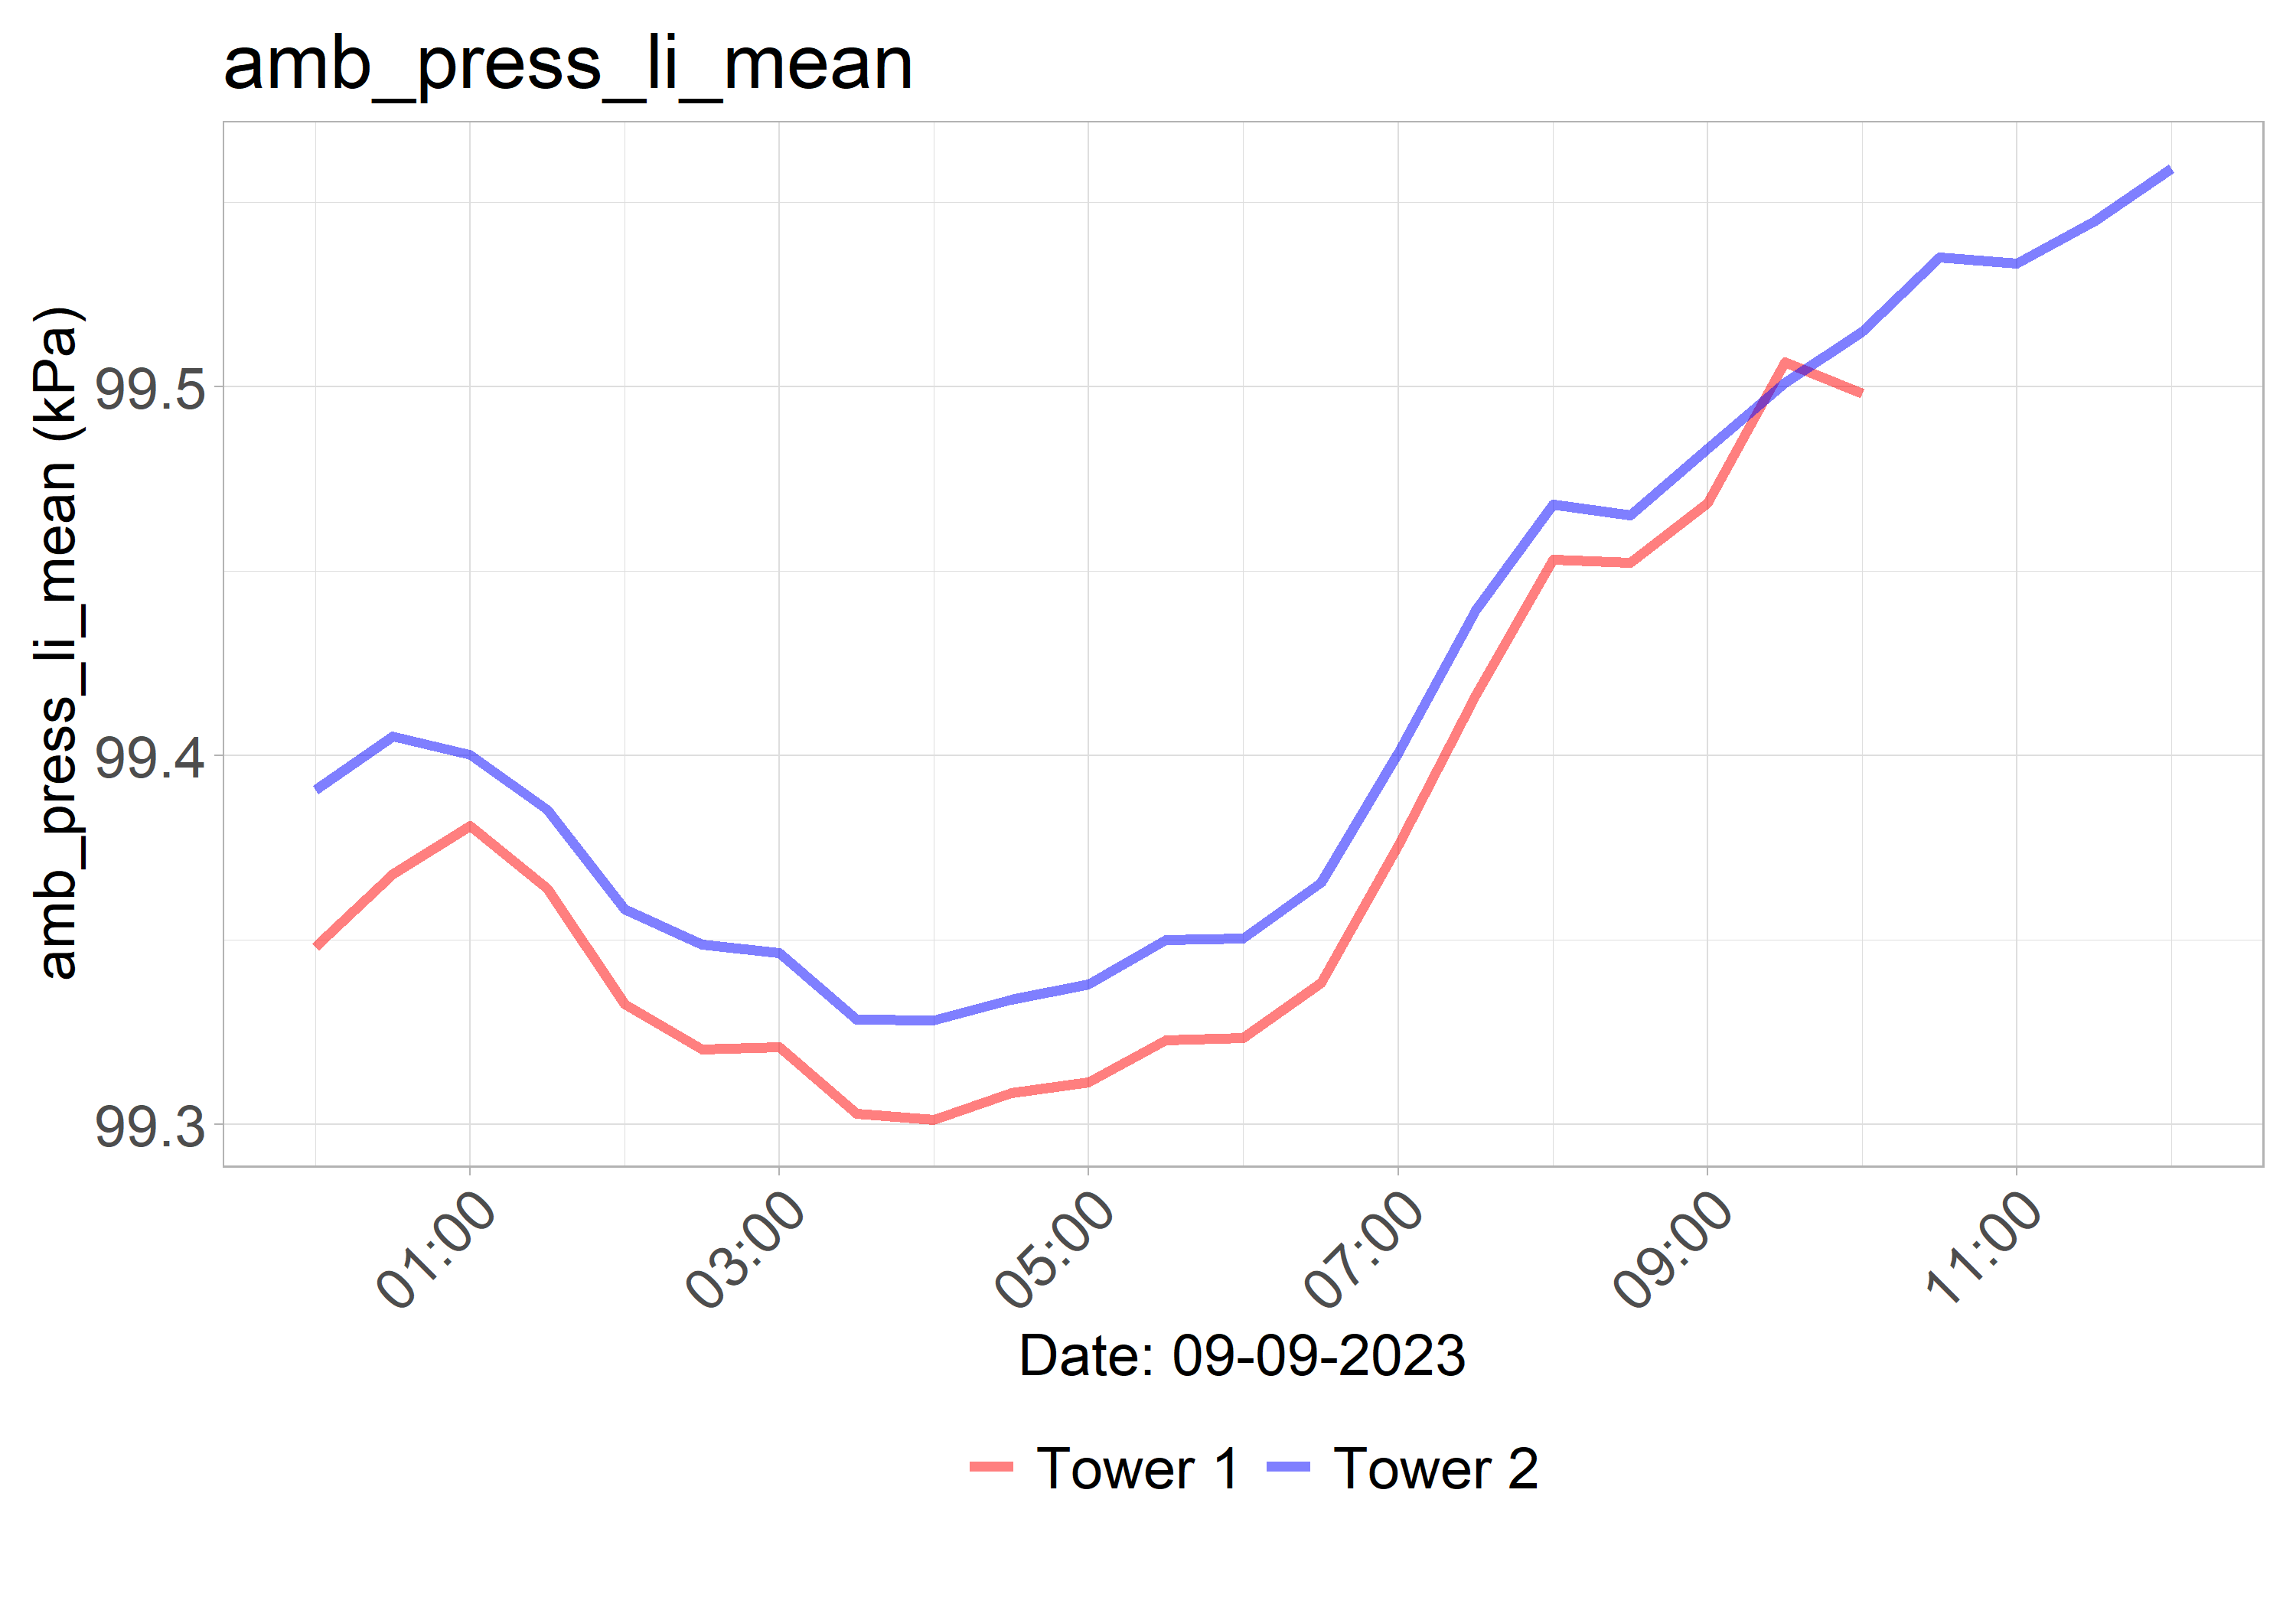 amb_press_li_mean
amb_press_li_mean (kPa)
99.5
99.4
99.3
01:00 03:00 05:00 07:00 09:00 11:00
Date: 09-09-2023
Tower 1 Tower 2